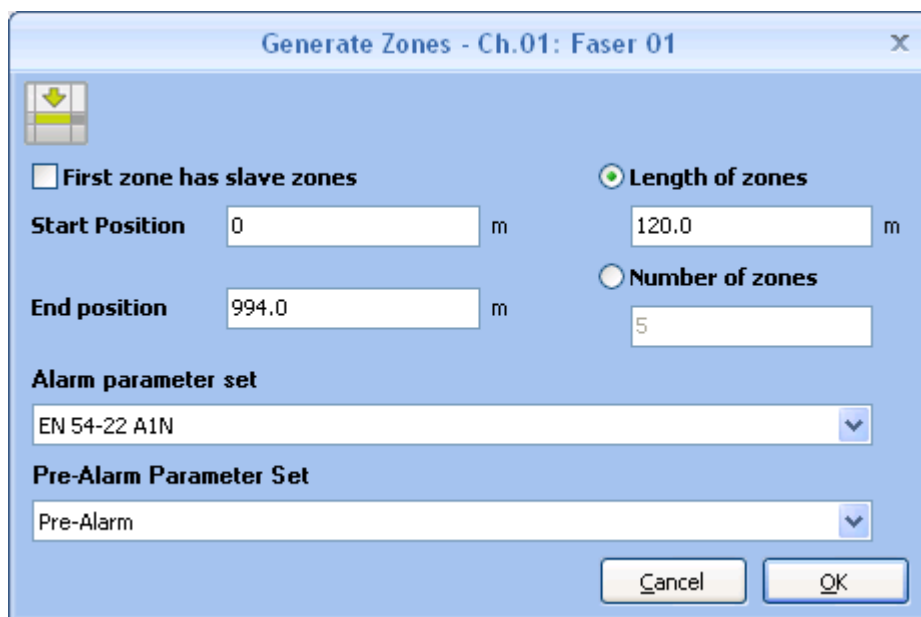 Generate Zones - Ch.01: Faser 01
First zone has slave zones
Length of zones
Start Position
0
m
120.0
m
Number of zones
End position
994.0
m
5
Alarm parameter set
EN 54-22 A1N
Pre-Alarm Parameter Set
Pre-Alarm
Cancel
OK